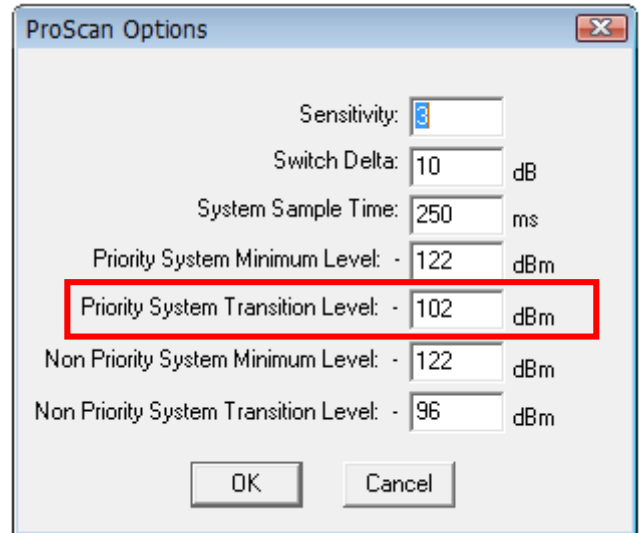 ProScan Options
Sensitivity: 3
Switch Delta: 10 dB
System Sample Time: 250 ms
Priority System Minimum Level: - 122 dBm
Priority System Transition Level: - 102 dBm
Non Priority System Minimum Level: - 122 dBm
Non Priority System Transition Level: - 96 dBm
OK Cancel